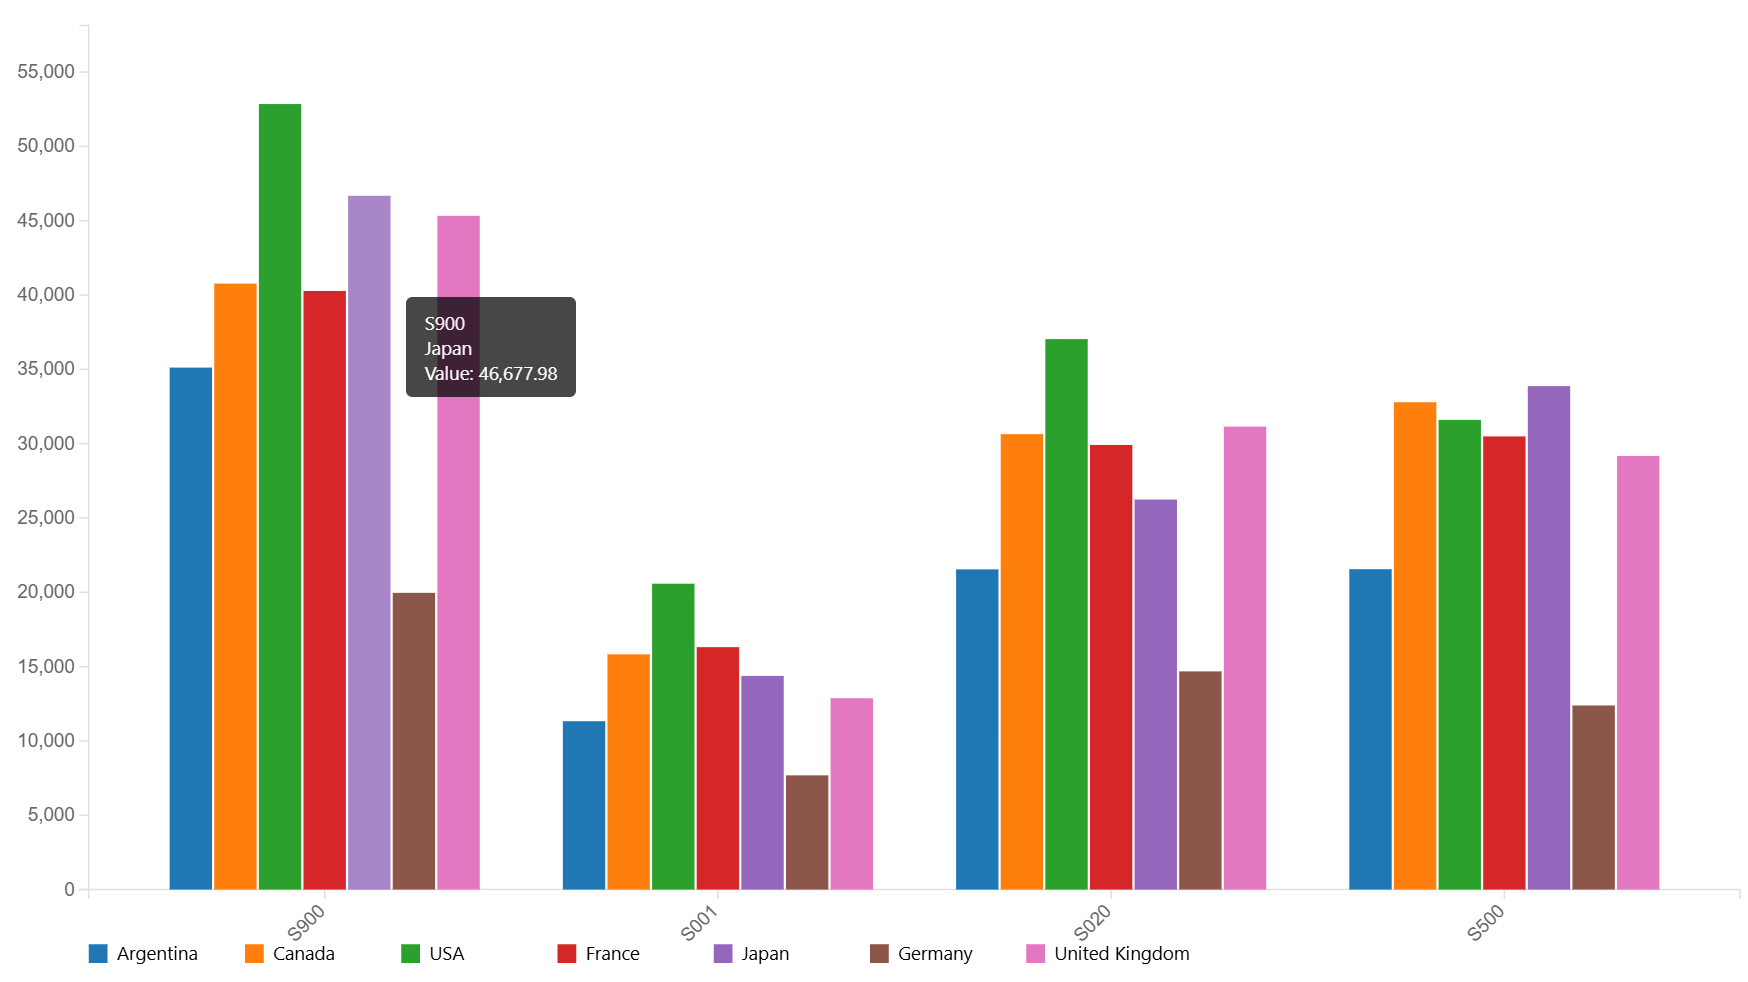 55,000
50,000
45,000
40,000
35,000
30,000
25,000
20,000
15,000
10,000
5,000
0
S900
Japan
Value: 46,677.98
S900
S001
S020
S500
Argentina
Canada
USA
France
Japan
Germany
United Kingdom